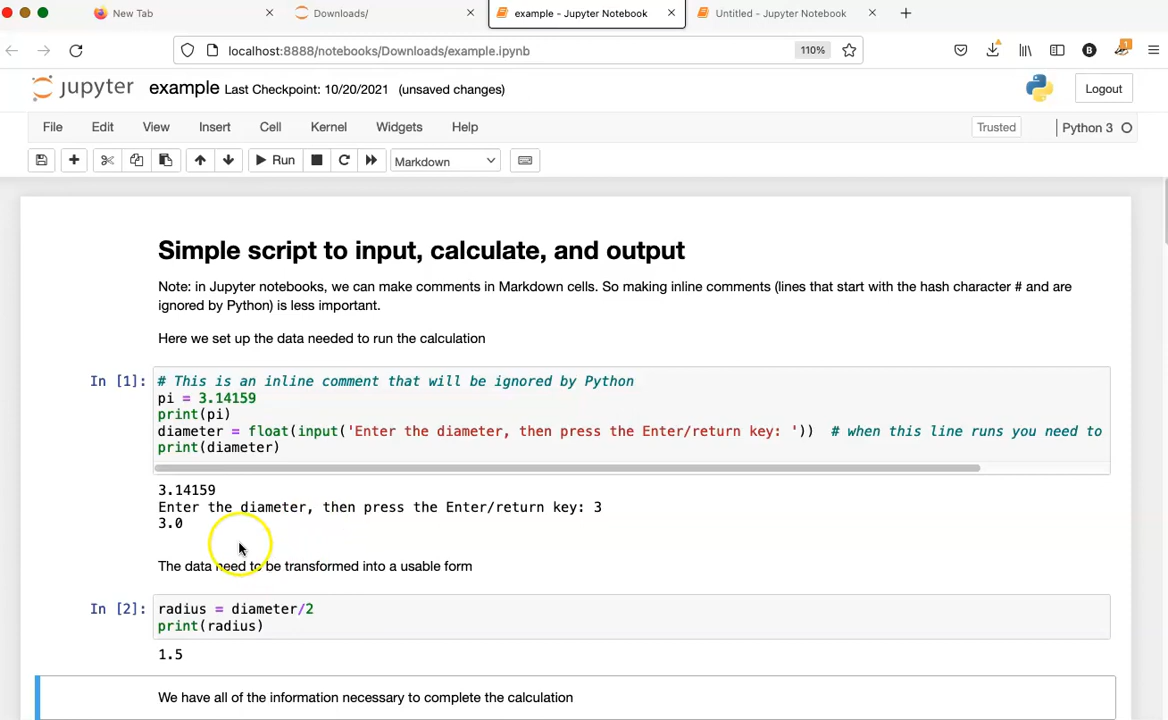 New Tab
Downloads/
example - Jupyter Notebook
Untitled - Jupyter Notebook
localhost:8888/notebooks/Downloads/example.ipynb
110%
B
1
jupyter example Last Checkpoint: 10/20/2021 (unsaved changes)
Logout
File Edit View Insert Cell Kernel Widgets Help
Trusted
Python 3
Run
Markdown
Simple script to input, calculate, and output
Note: in Jupyter notebooks, we can make comments in Markdown cells. So making inline comments (lines that start with the hash character # and are
ignored by Python) is less important.
Here we set up the data needed to run the calculation
In [1]: # This is an inline comment that will be ignored by Python
pi = 3.14159
print(pi)
diameter = float(input('Enter the diameter, then press the Enter/return key: ')) # when this line runs you need to
print(diameter)
3.14159
Enter the diameter, then press the Enter/return key: 3
3.0
The data need to be transformed into a usable form
In [2]: radius = diameter/2
print(radius)
1.5
We have all of the information necessary to complete the calculation